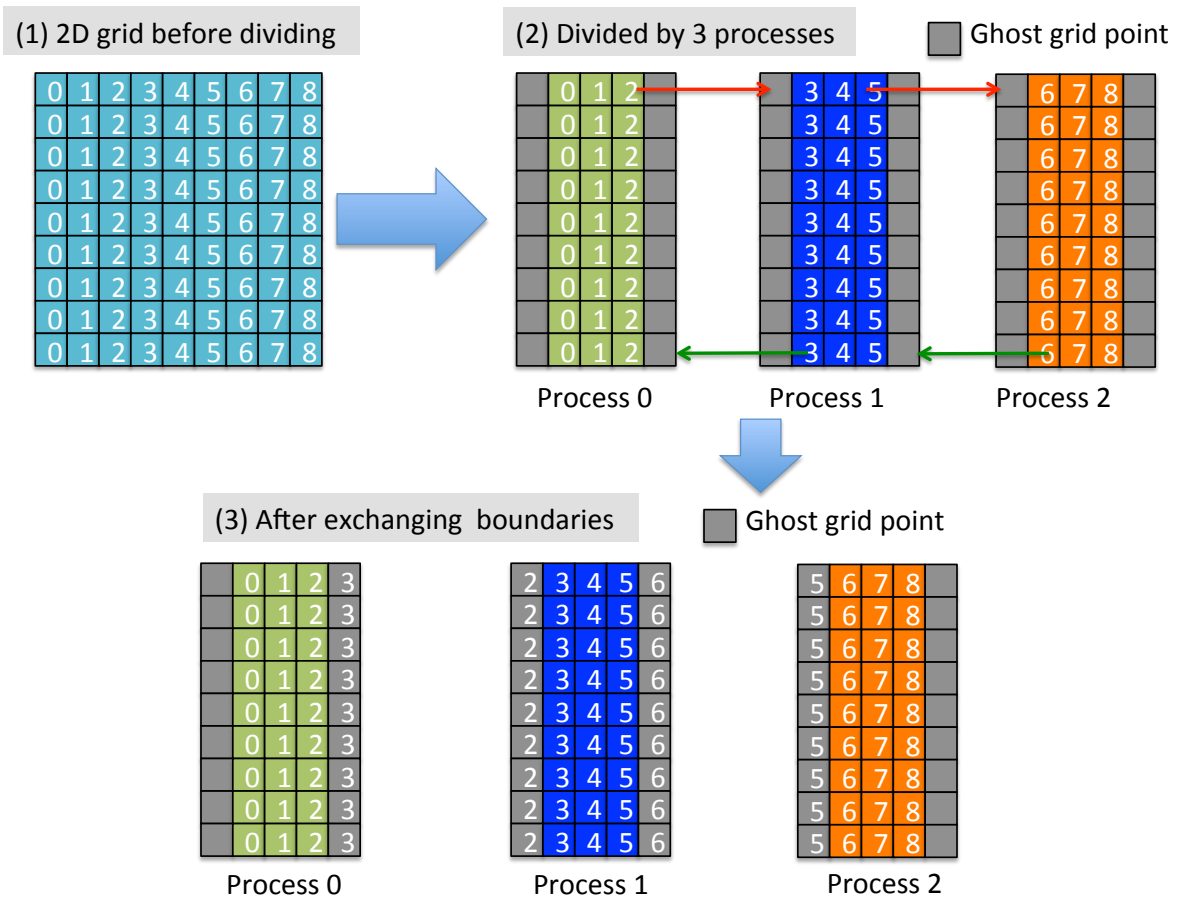 (1) 2D grid before dividing
0 1 2 3 4 5 6 7 8
0 1 2 3 4 5 6 7 8
0 1 2 3 4 5 6 7 8
0 1 2 3 4 5 6 7 8
0 1 2 3 4 5 6 7 8
0 1 2 3 4 5 6 7 8
0 1 2 3 4 5 6 7 8
0 1 2 3 4 5 6 7 8
0 1 2 3 4 5 6 7 8
(2) Divided by 3 processes
Ghost grid point
0 1 2
0 1 2
0 1 2
0 1 2
0 1 2
0 1 2
0 1 2
0 1 2
0 1 2
Process 0
3 4 5
3 4 5
3 4 5
3 4 5
3 4 5
3 4 5
3 4 5
3 4 5
3 4 5
Process 1
6 7 8
6 7 8
6 7 8
6 7 8
6 7 8
6 7 8
6 7 8
6 7 8
6 7 8
Process 2
(3) After exchanging boundaries
Ghost grid point
0 1 2 3
0 1 2 3
0 1 2 3
0 1 2 3
0 1 2 3
0 1 2 3
0 1 2 3
0 1 2 3
0 1 2 3
Process 0
2 3 4 5 6
2 3 4 5 6
2 3 4 5 6
2 3 4 5 6
2 3 4 5 6
2 3 4 5 6
2 3 4 5 6
2 3 4 5 6
2 3 4 5 6
Process 1
5 6 7 8
5 6 7 8
5 6 7 8
5 6 7 8
5 6 7 8
5 6 7 8
5 6 7 8
5 6 7 8
5 6 7 8
Process 2